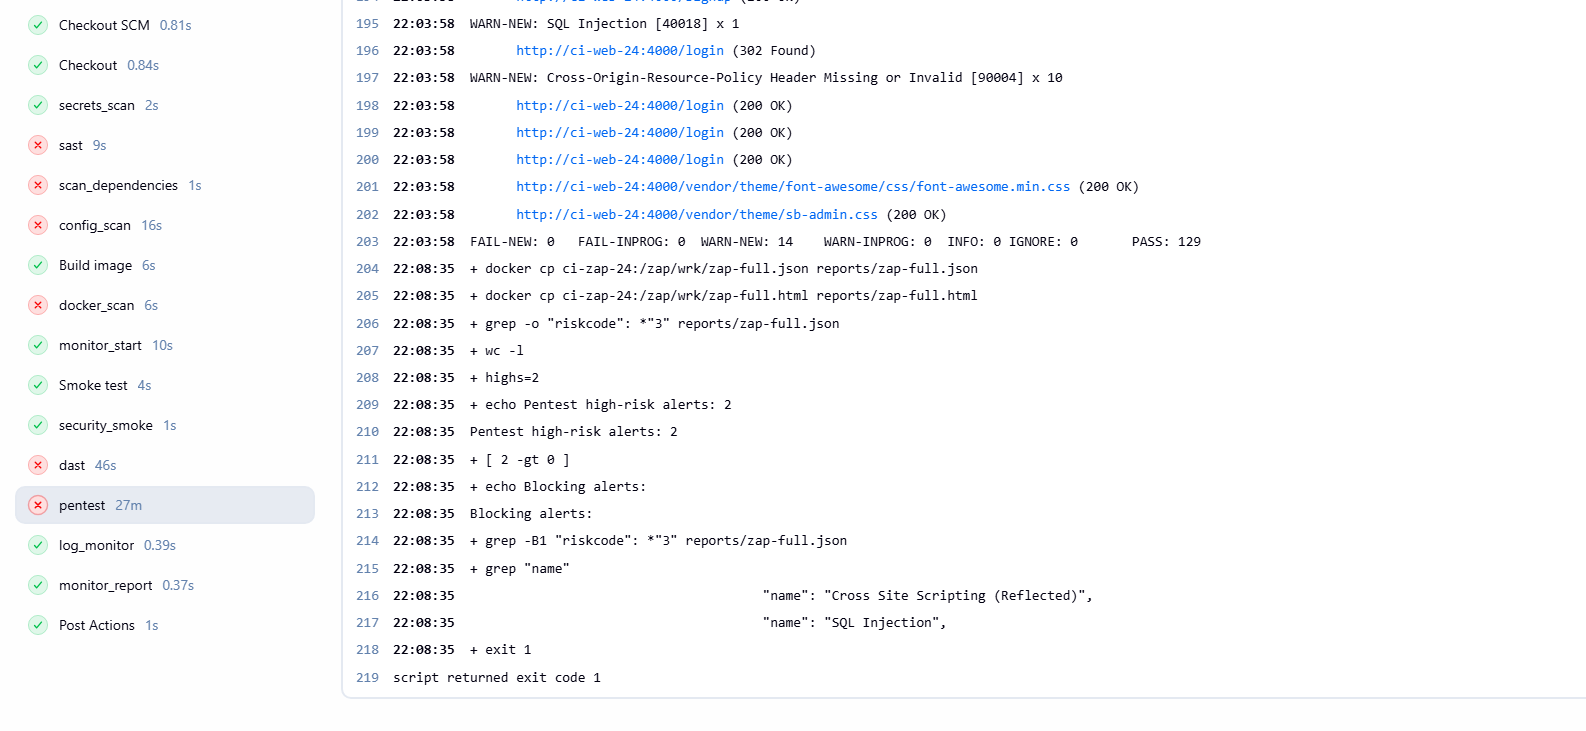 Checkout SCM 0.81s
Checkout 0.84s
secrets_scan 2s
sast 9s
scan_dependencies 1s
config_scan 16s
Build image 6s
docker_scan 6s
monitor_start 10s
Smoke test 4s
security_smoke 1s
dast 46s
pentest 27m
log_monitor 0.39s
monitor_report 0.37s
Post Actions 1s
195 22:03:58 WARN-NEW: SQL Injection [40018] x 1
196 22:03:58 http://ci-web-24:4000/login (302 Found)
197 22:03:58 WARN-NEW: Cross-Origin-Resource-Policy Header Missing or Invalid [90004] x 10
198 22:03:58 http://ci-web-24:4000/login (200 OK)
199 22:03:58 http://ci-web-24:4000/login (200 OK)
200 22:03:58 http://ci-web-24:4000/login (200 OK)
201 22:03:58 http://ci-web-24:4000/vendor/theme/font-awesome/css/font-awesome.min.css (200 OK)
202 22:03:58 http://ci-web-24:4000/vendor/theme/sb-admin.css (200 OK)
203 22:03:58 FAIL-NEW: 0 FAIL-INPROG: 0 WARN-NEW: 14 WARN-INPROG: 0 INFO: 0 IGNORE: 0 PASS: 129
204 22:08:35 + docker cp ci-zap-24:/zap/wrk/zap-full.json reports/zap-full.json
205 22:08:35 + docker cp ci-zap-24:/zap/wrk/zap-full.html reports/zap-full.html
206 22:08:35 + grep -o "riskcode": *"3" reports/zap-full.json
207 22:08:35 + wc -l
208 22:08:35 + highs=2
209 22:08:35 + echo Pentest high-risk alerts: 2
210 22:08:35 Pentest high-risk alerts: 2
211 22:08:35 + [ 2 -gt 0 ]
212 22:08:35 + echo Blocking alerts:
213 22:08:35 Blocking alerts:
214 22:08:35 + grep -B1 "riskcode": *"3" reports/zap-full.json
215 22:08:35 + grep "name"
216 22:08:35 "name": "Cross Site Scripting (Reflected)",
217 22:08:35 "name": "SQL Injection",
218 22:08:35 + exit 1
219 script returned exit code 1